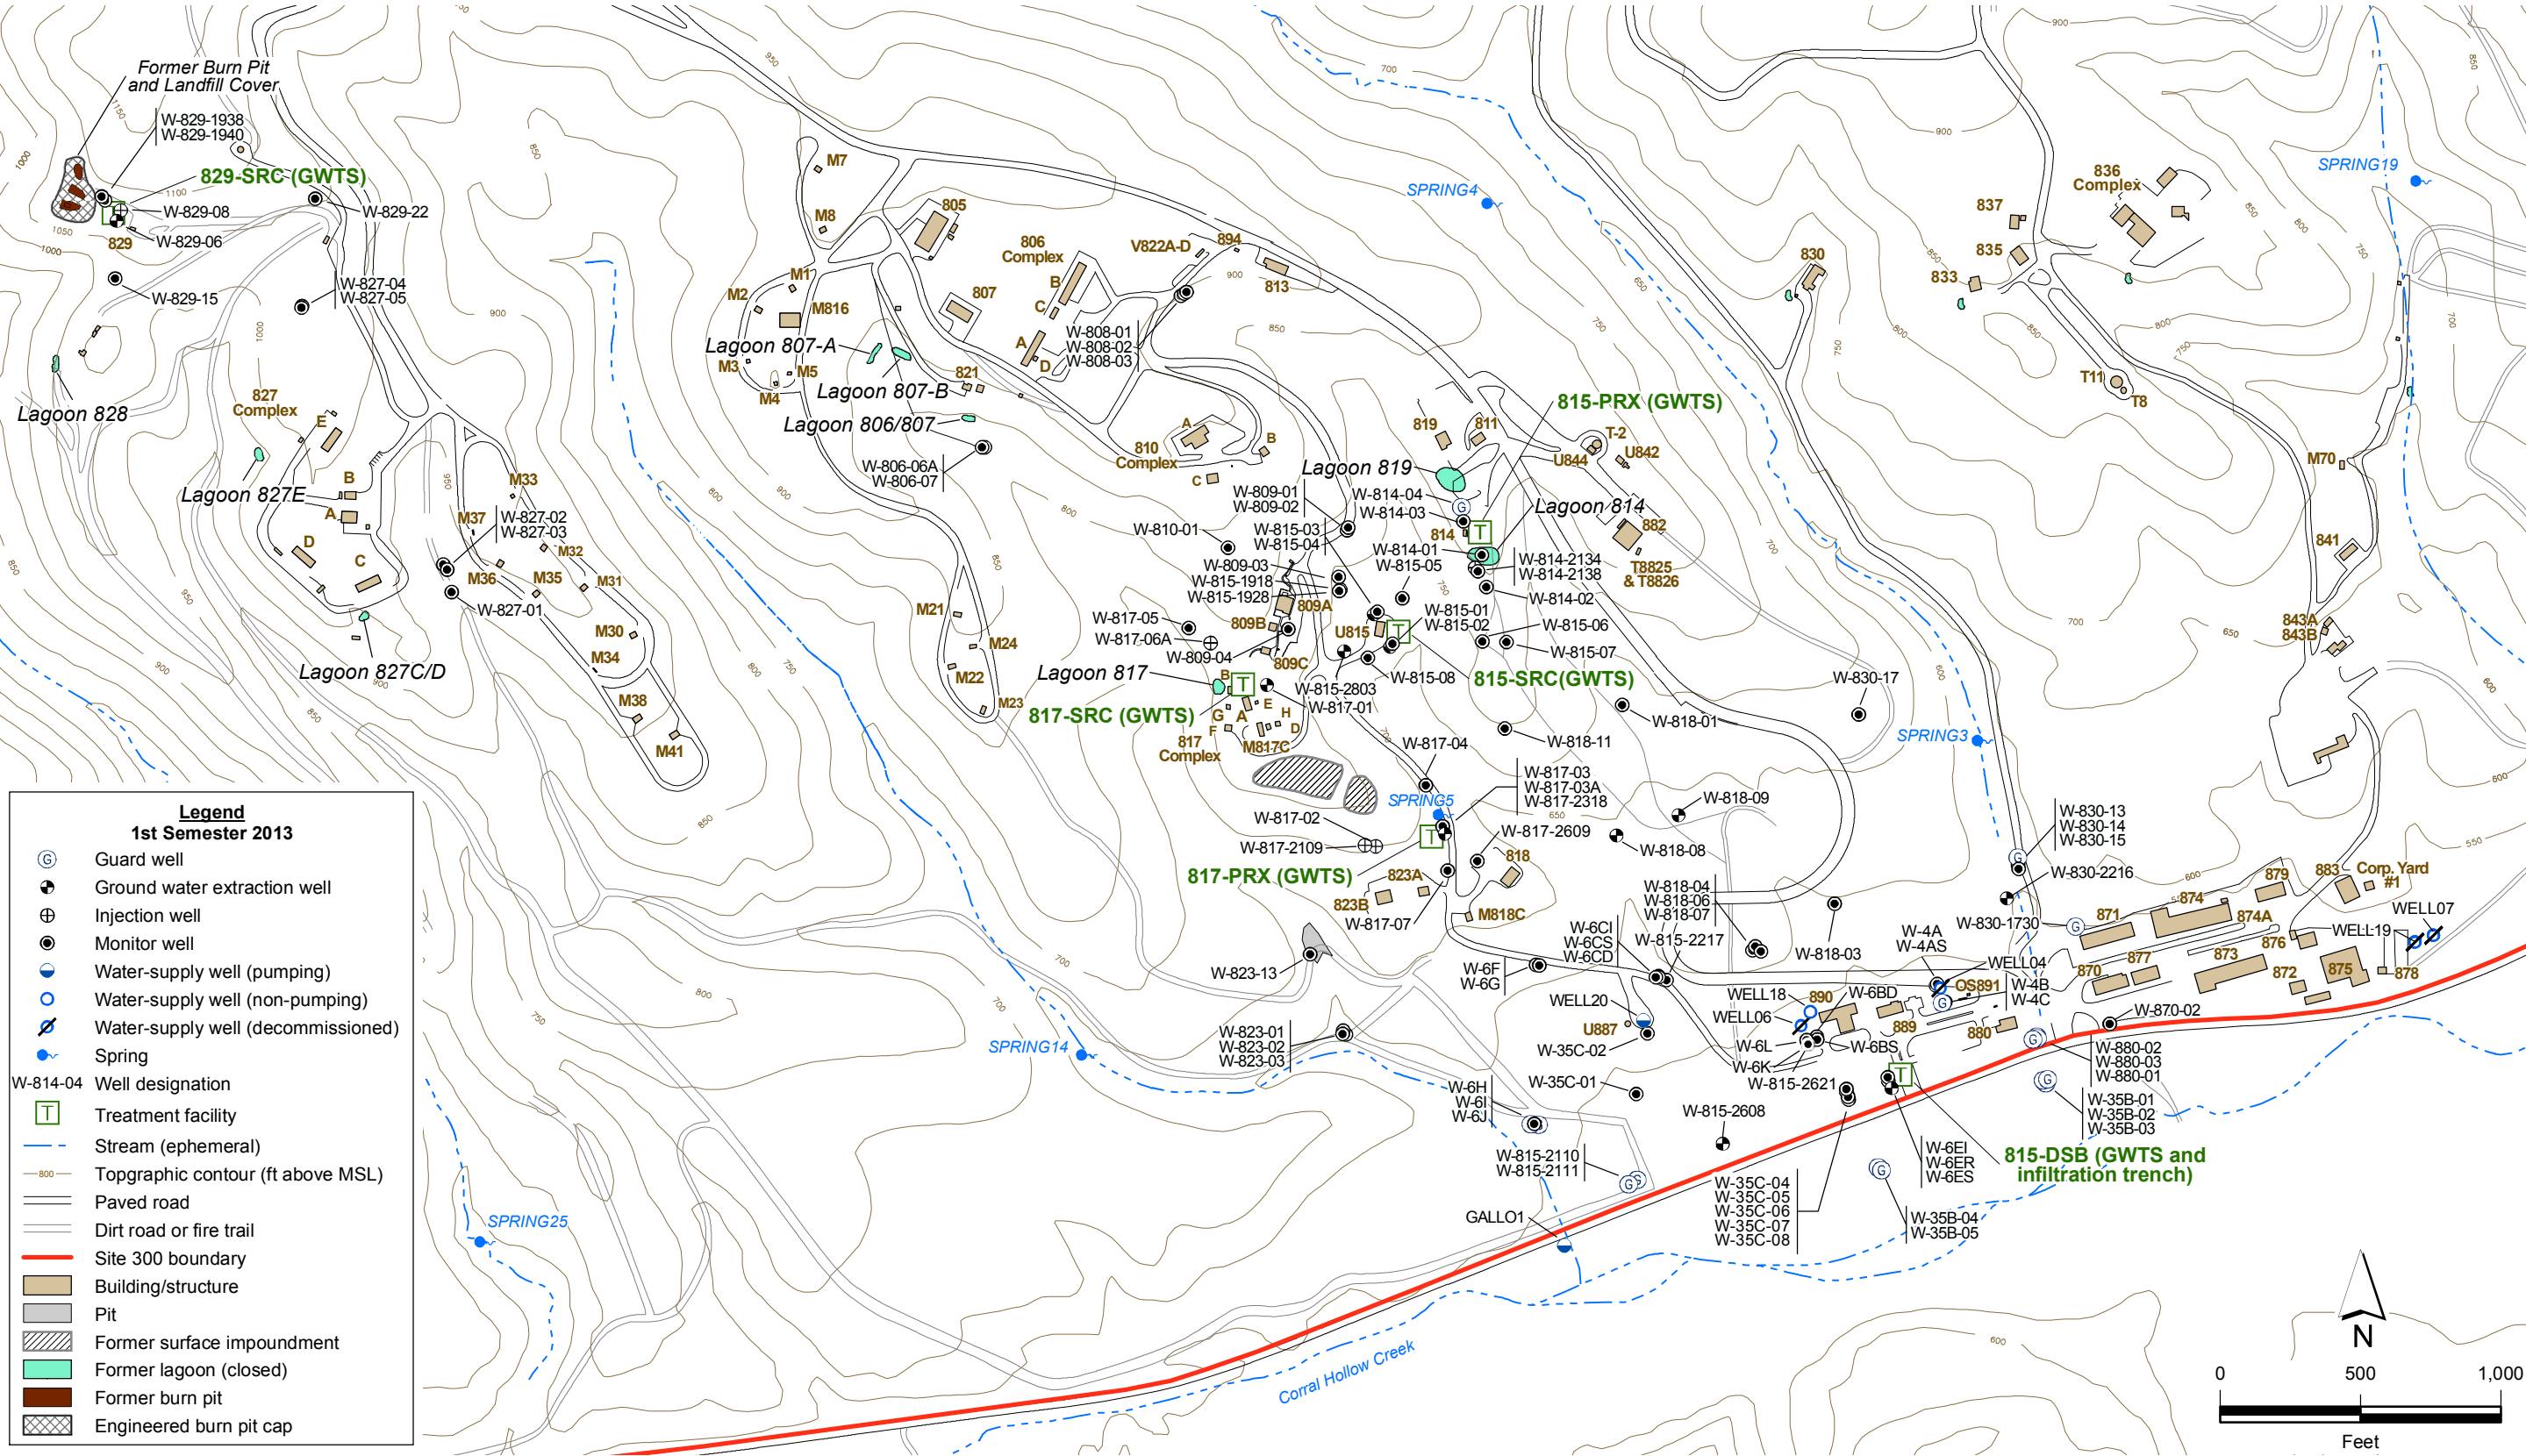 Former Burn Pit
and Landfill Cover
W-829-1938
W-829-1940
829-SRC (GWTS)
W-829-08
W-829-06
829
W-829-22
W-829-15
W-827-04
W-827-05
Lagoon 828
827
Complex
E
B
A
D
C
Lagoon 827E
Lagoon 827C/D
W-827-02
W-827-03
W-827-01
M33
M37
M32
M36
M35
M31
M30
M34
M38
M41
M7
M8
M1
M2
M816
M3
M5
M4
Lagoon 807-A
Lagoon 807-B
Lagoon 806/807
W-806-06A
W-806-07
805
807
821
806
Complex
B
C
A
D
V822A-D
894
813
W-808-01
W-808-02
W-808-03
810
Complex
A
B
C
M21
M24
M22
M23
SPRING4
SPRING19
815-PRX (GWTS)
819
811
T-2
U844
U842
Lagoon 819
W-814-04
W-814-03
814
Lagoon 814
W-809-01
W-809-02
W-815-03
W-815-04
W-810-01
W-814-01
W-815-05
W-814-2134
W-814-2138
W-814-02
882
T8825
& T8826
W-809-03
W-815-1918
W-815-1928
809A
809B
809C
W-817-05
W-817-06A
W-809-04
U815
W-815-01
W-815-02
W-815-06
W-815-07
W-815-08
815-SRC(GWTS)
Lagoon 817
W-815-2803
W-817-01
817-SRC (GWTS)
B
G
A
E
H
F
D
M817C
817
Complex
W-818-01
W-818-11
W-817-04
W-817-03
W-817-03A
W-817-2318
SPRING5
W-817-02
W-817-2109
817-PRX (GWTS)
W-817-2609
818
823A
823B
W-817-07
M818C
W-818-09
W-818-08
W-818-04
W-818-06
W-818-07
W-818-03
W-830-17
SPRING3
830
837
835
833
836
Complex
T11
T8
M70
841
843A
843B
W-830-13
W-830-14
W-830-15
W-830-2216
W-830-1730
871
874
874A
879
883
Corp. Yard
#1
WELL07
WELL19
876
877
873
870
872
875
878
W-870-02
W-4A
W-4AS
WELL04
OS891
W-4B
W-4C
W-6CI
W-6CS
W-6CD
W-815-2217
W-6F
W-6G
WELL20
U887
W-35C-02
WELL18
WELL06
890
W-6BD
889
880
W-6L
W-6BS
W-6K
W-815-2621
W-35C-01
W-815-2608
W-880-02
W-880-03
W-880-01
W-35B-01
W-35B-02
W-35B-03
W-823-13
W-823-01
W-823-02
W-823-03
SPRING14
W-6H
W-6I
W-6J
W-815-2110
W-815-2111
W-6EI
W-6ER
W-6ES
815-DSB (GWTS and
infiltration trench)
W-35C-04
W-35C-05
W-35C-06
W-35C-07
W-35C-08
W-35B-04
W-35B-05
GALLO1
SPRING25
Corral Hollow Creek
Legend
1st Semester 2013
G Guard well
Ground water extraction well
Injection well
Monitor well
Water-supply well (pumping)
Water-supply well (non-pumping)
Water-supply well (decommissioned)
Spring
W-814-04 Well designation
T Treatment facility
Stream (ephemeral)
800 Topgraphic contour (ft above MSL)
Paved road
Dirt road or fire trail
Site 300 boundary
Building/structure
Pit
Former surface impoundment
Former lagoon (closed)
Former burn pit
Engineered burn pit cap
N
0 500 1,000
Feet